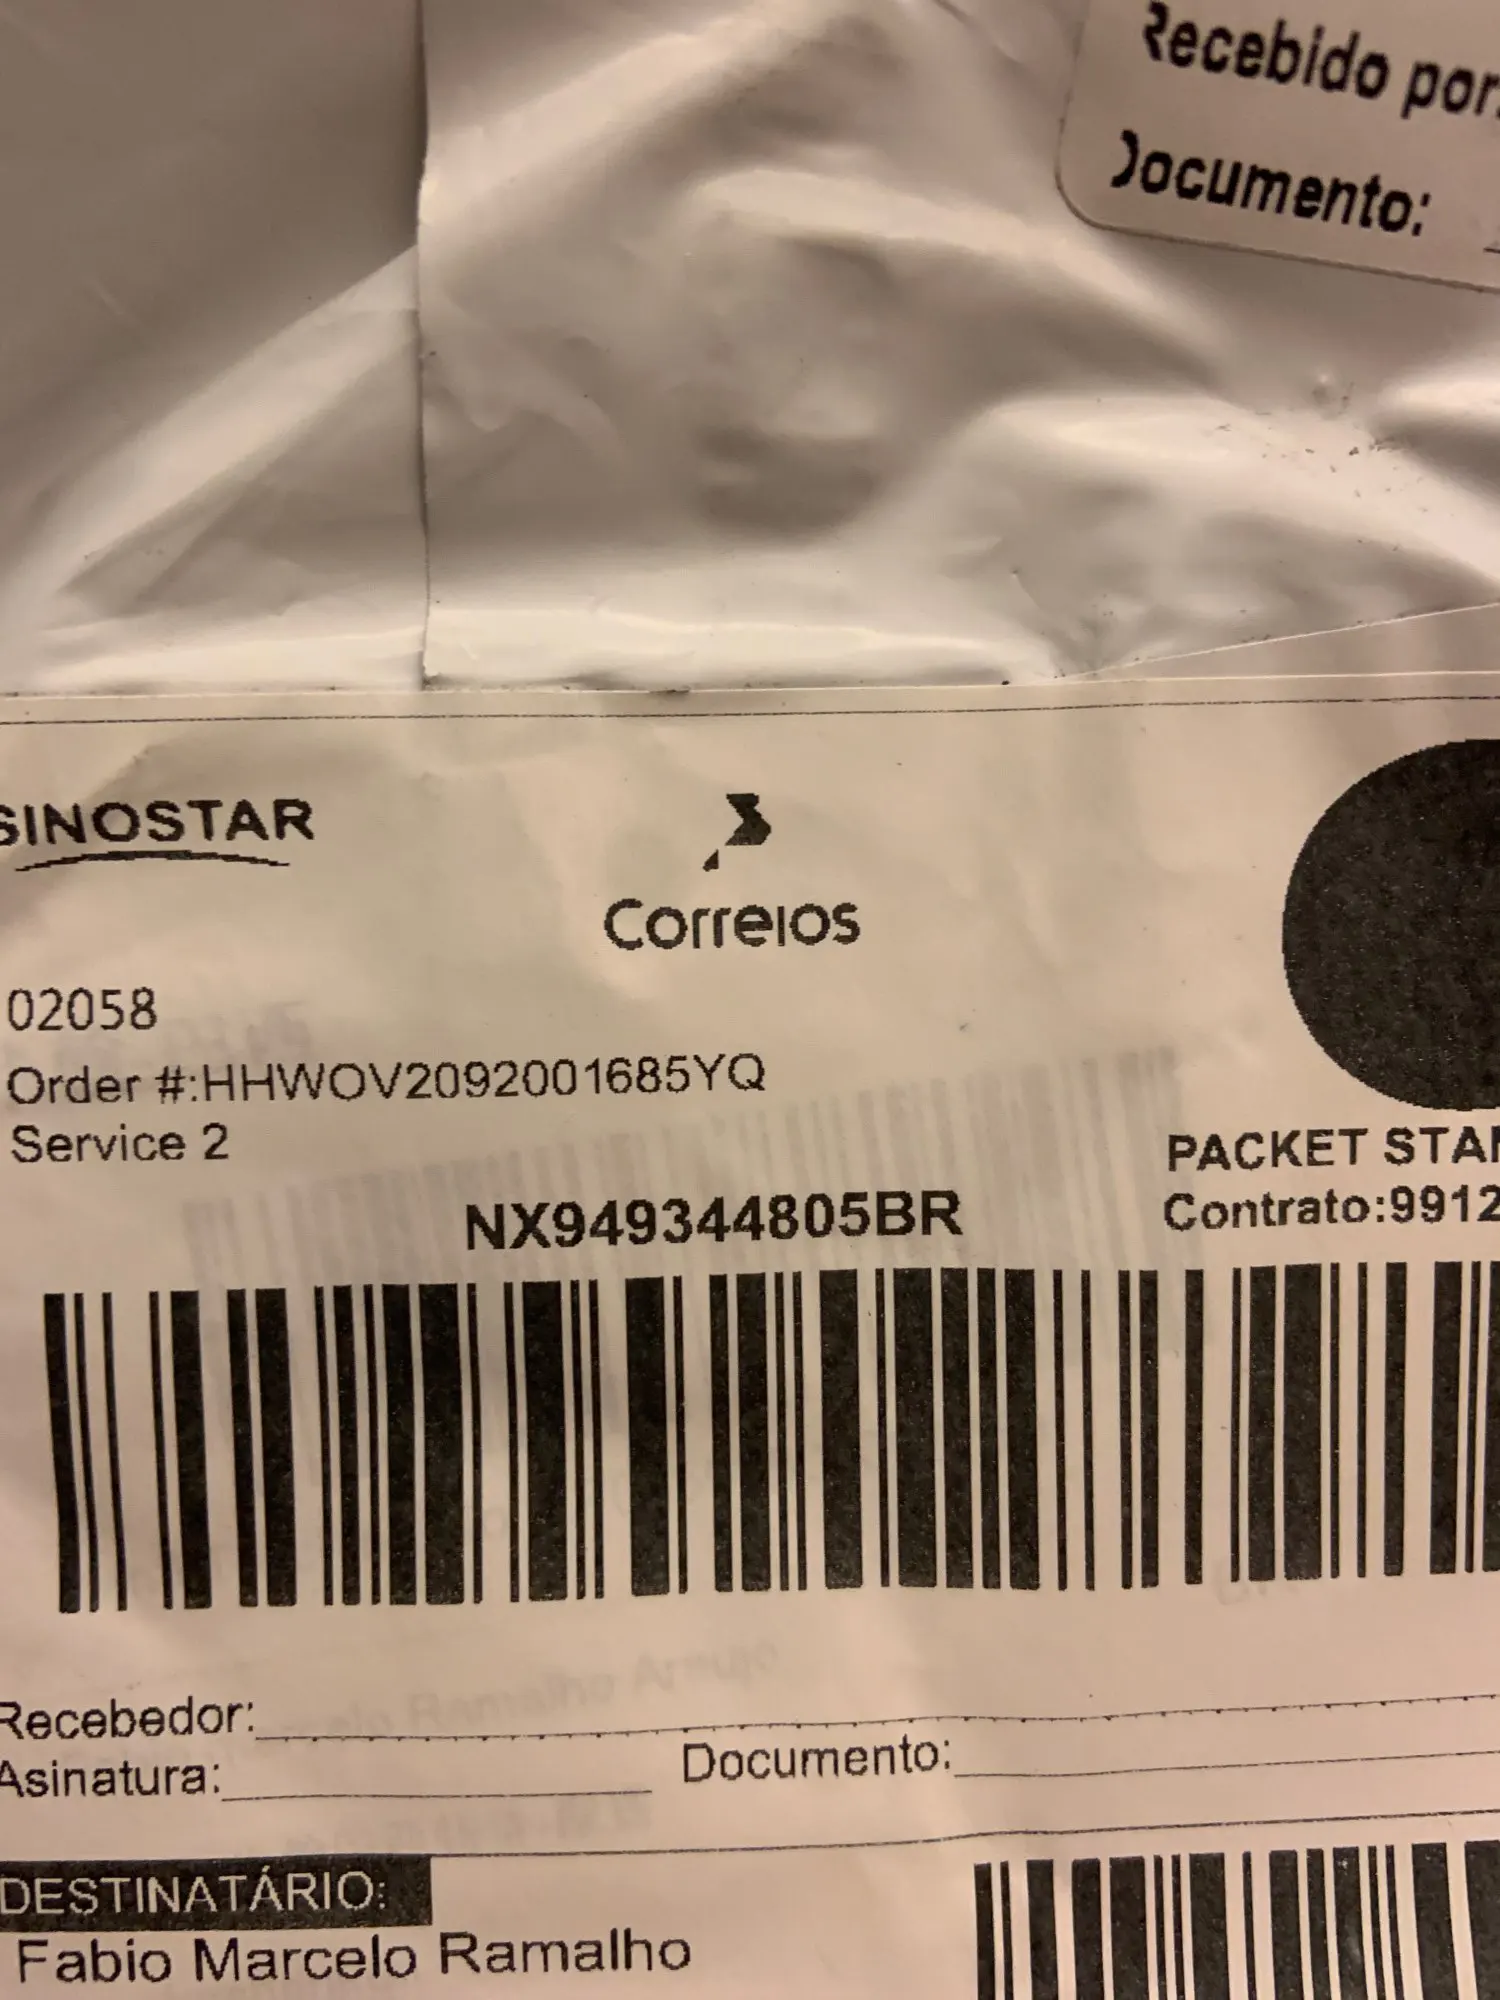 Recebido por:
Documento:
SINOSTAR
Correios
02058
Order #:HHWOV2092001685YQ
Service 2
PACKET STA
NX949344805BR
Contrato:9912
Recebedor:
Asinatura:
Documento:
DESTINATÁRIO:
Fabio Marcelo Ramalho